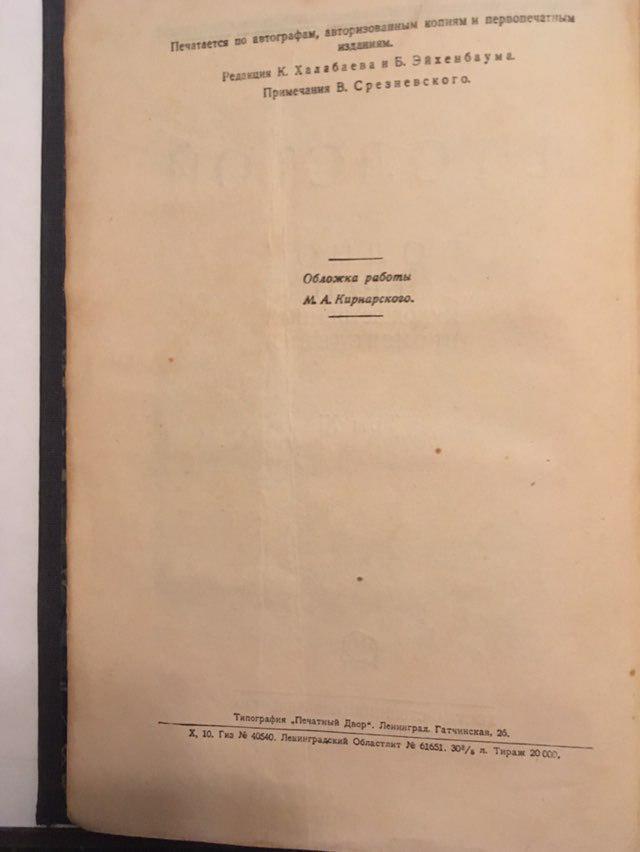 Печатается по автографам, авторизованным копиям и первопечатным
изданиям.
Редакция К. Халабаева и Б. Эйхенбаума.
Примечания В. Срезневского.
Обложка работы
М. А. Кирнарского.
Типография „Печатный Двор". Ленинград. Гатчинская, 26.
X, 10. Гиз № 40540. Ленинградский Областлит № 61651. 30²/₈ л. Тираж 20 000.